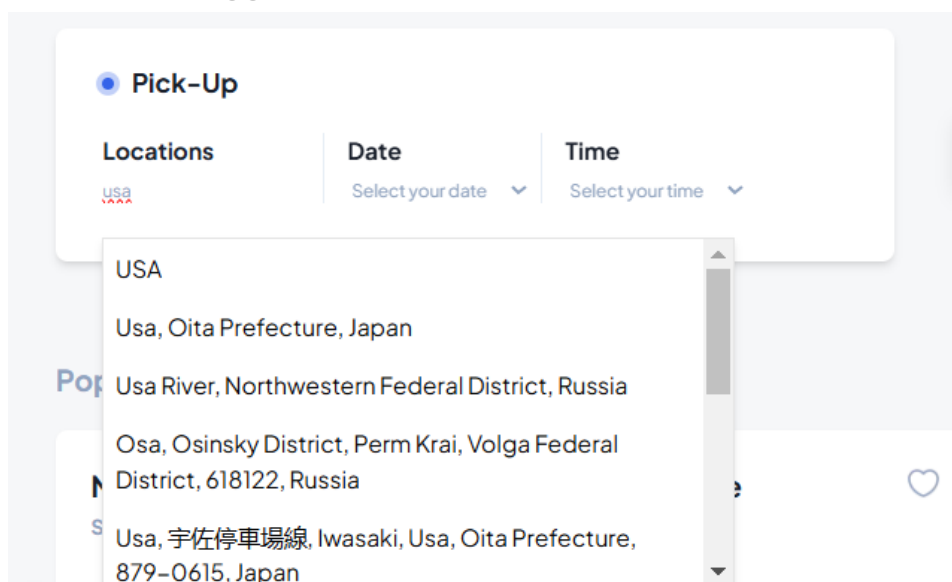 Pick-Up
Locations
Date
Time
usa
Select your date
Select your time
USA
Usa, Oita Prefecture, Japan
Usa River, Northwestern Federal District, Russia
Osa, Osinsky District, Perm Krai, Volga Federal
District, 618122, Russia
Usa, 宇佐停車場線, Iwasaki, Usa, Oita Prefecture,
879-0615, Japan